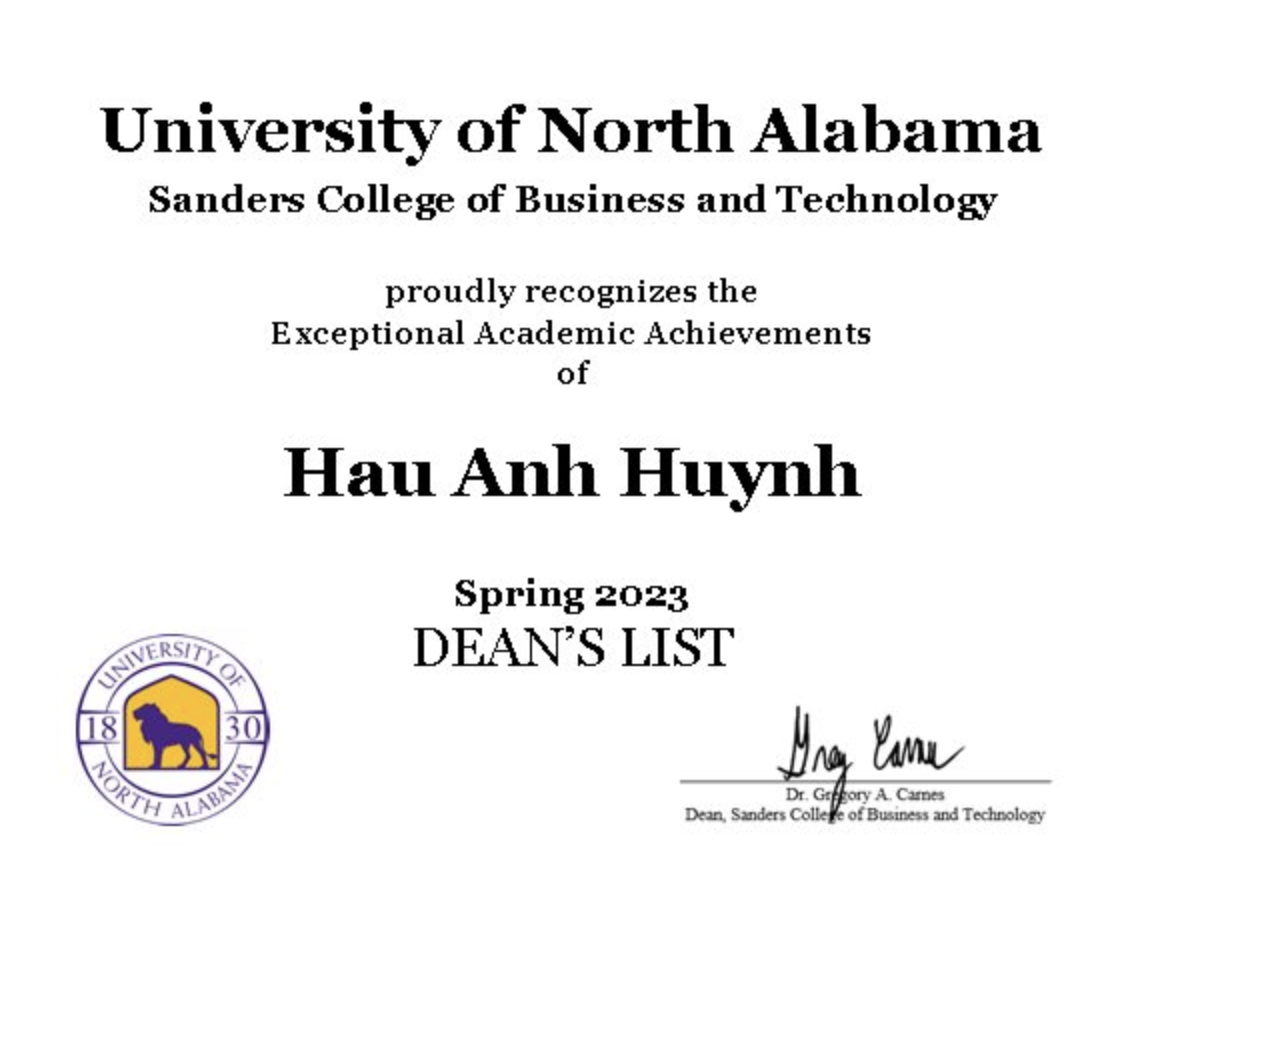 University of North Alabama
Sanders College of Business and Technology
proudly recognizes the
Exceptional Academic Achievements
of
Hau Anh Huynh
Spring 2023
DEAN’S LIST
UNIVERSITY OF
18 30
NORTH ALABAMA
Greg Carnes
Dr. Gregory A. Carnes
Dean, Sanders College of Business and Technology